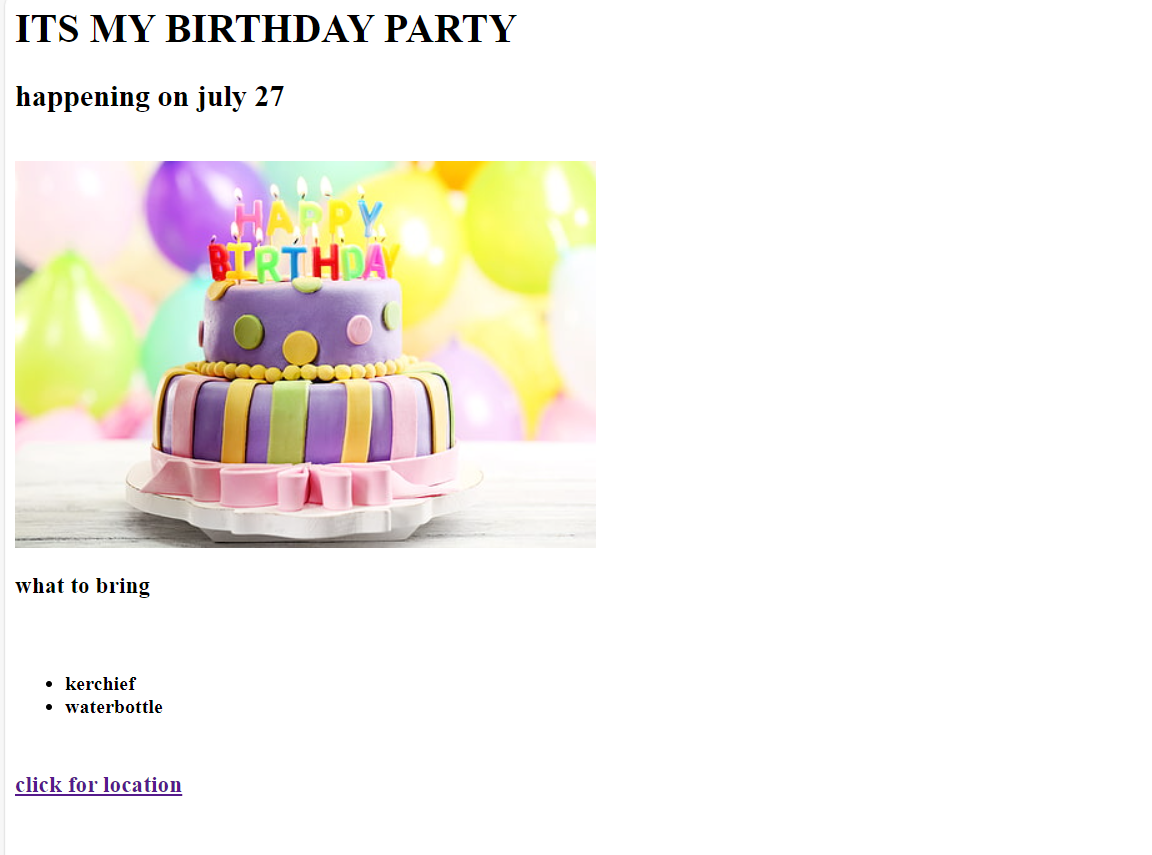 ITS MY BIRTHDAY PARTY
happening on july 27
HAPPY
BIRTHDAY
what to bring
kerchief
waterbottle
click for location